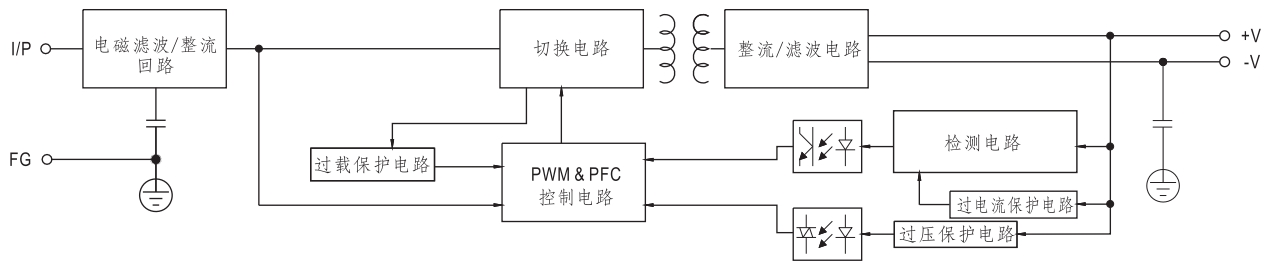 I/P
电磁滤波/整流
回路
切换电路
整流/滤波电路
+V
-V
FG
过载保护电路
PWM & PFC
控制电路
检测电路
过电流保护电路
过压保护电路